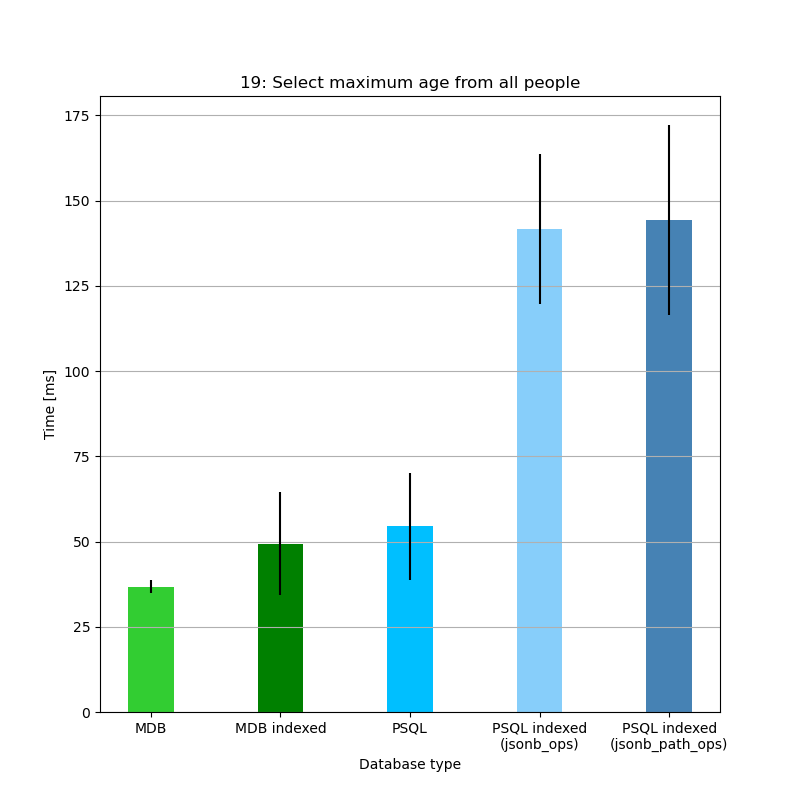 19: Select maximum age from all people
Time [ms]
175
150
125
100
75
50
25
0
MDB
MDB indexed
PSQL
PSQL indexed
(jsonb_ops)
PSQL indexed
(jsonb_path_ops)
Database type